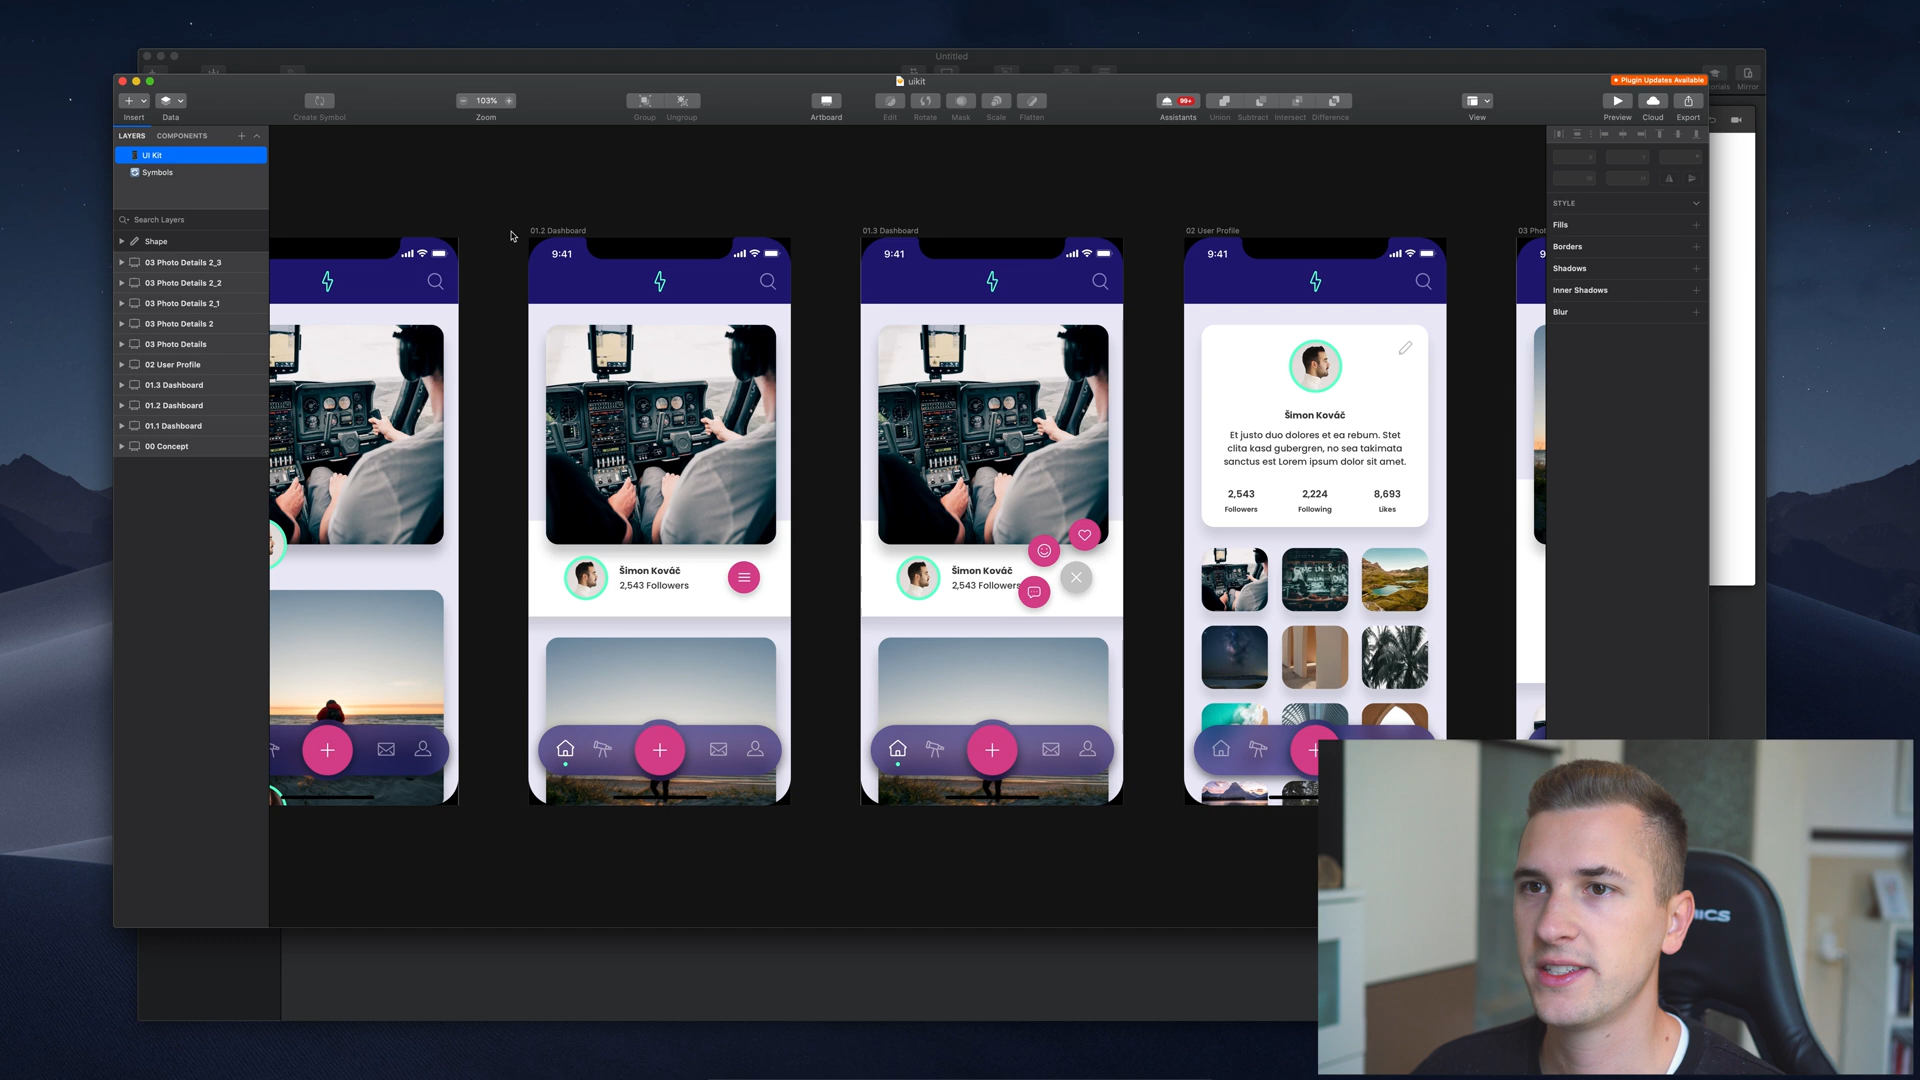 Untitled
uikit
Plugin Updates Available
Insert
Data
Create Symbol
103%
Zoom
Group
Ungroup
Artboard
Edit
Rotate
Mask
Scale
Flatten
Assistants
99+
Union
Subtract
Intersect
Difference
View
Preview
Cloud
Export
Mirror
LAYERS
COMPONENTS
UI Kit
Symbols
Search Layers
Shape
03 Photo Details 2_3
03 Photo Details 2_2
03 Photo Details 2_1
03 Photo Details 2
03 Photo Details
02 User Profile
01.3 Dashboard
01.2 Dashboard
01.1 Dashboard
00 Concept
01.2 Dashboard
9:41
Šimon Kováč
2,543 Followers
01.3 Dashboard
9:41
Šimon Kováč
2,543 Followers
02 User Profile
9:41
Šimon Kováč
Et justo duo dolores et ea rebum. Stet
clita kasd gubergren, no sea takimata
sanctus est Lorem ipsum dolor sit amet.
2,543
Followers
2,224
Following
8,693
Likes
03 Phot
STYLE
Fills
Borders
Shadows
Inner Shadows
Blur